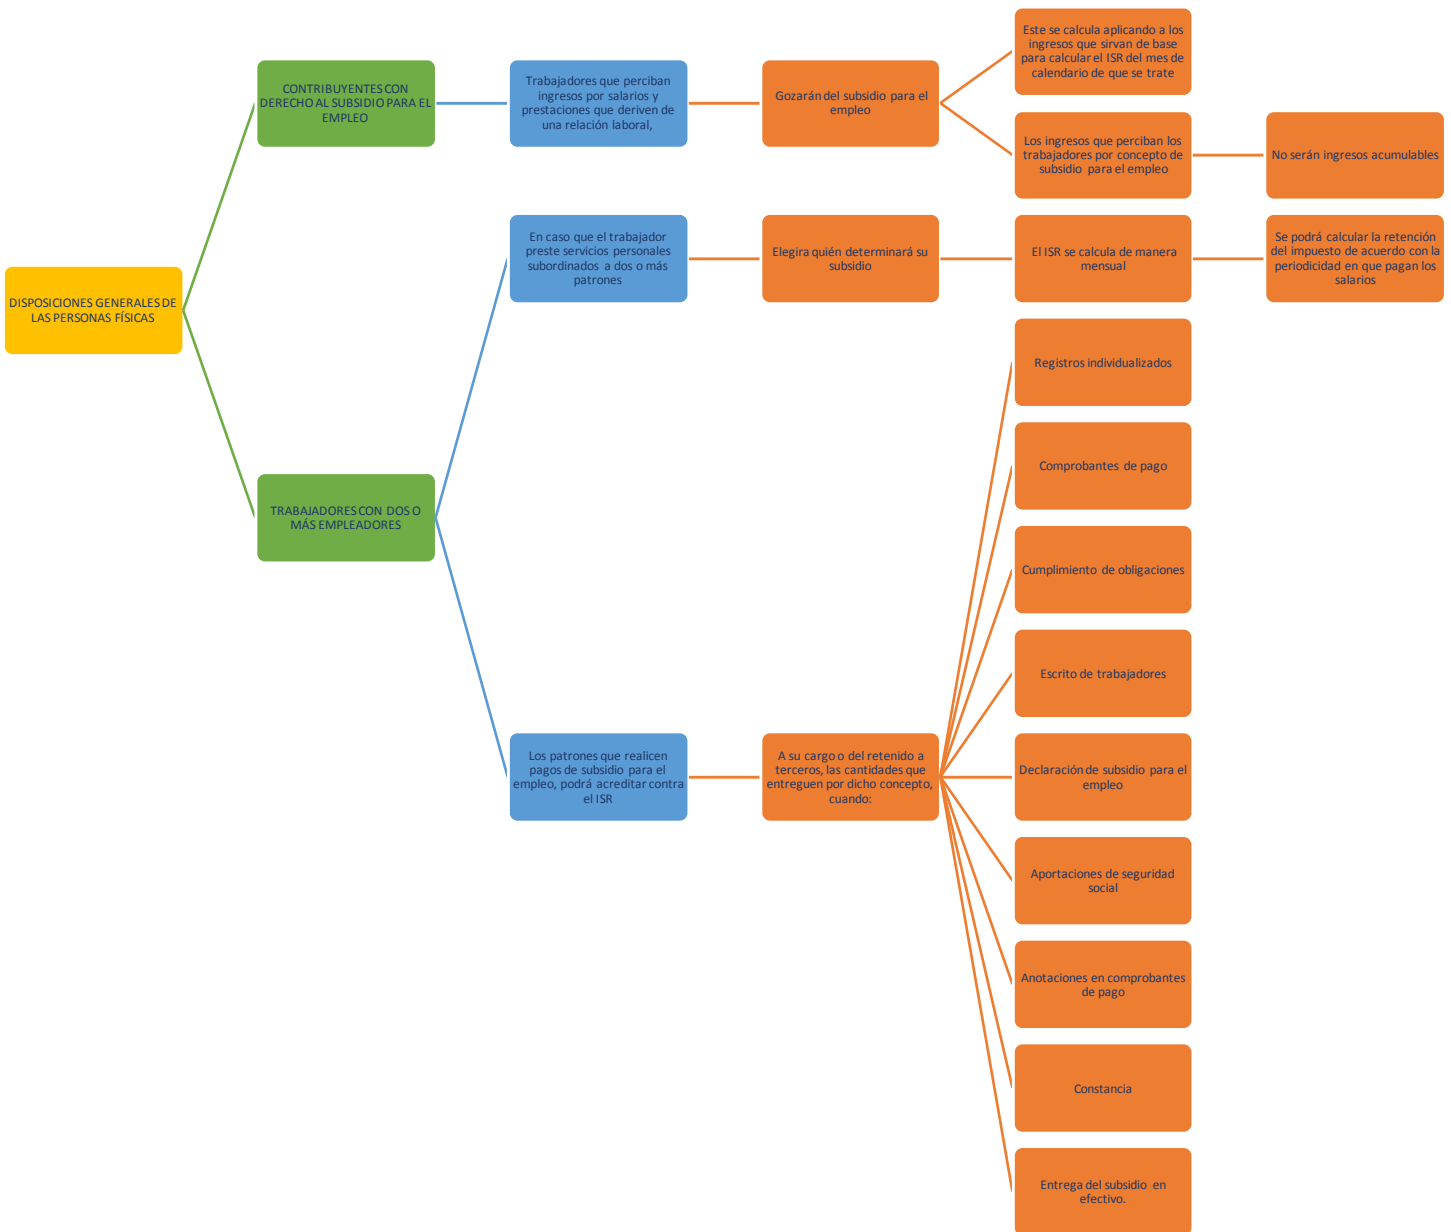 DISPOSICIONES GENERALES DE
LAS PERSONAS FÍSICAS
CONTRIBUYENTES CON
DERECHO AL SUBSIDIO PARA EL
EMPLEO
Trabajadores que perciban
ingresos por salarios y
prestaciones que deriven de
una relación laboral,
Gozarán del subsidio para el
empleo
Este se calcula aplicando a los
ingresos que sirvan de base
para calcular el ISR del mes de
calendario de que se trate
Los ingresos que perciban los
trabajadores por concepto de
subsidio para el empleo
No serán ingresos acumulables
TRABAJADORES CON DOS O
MÁS EMPLEADORES
En caso que el trabajador
preste servicios personales
subordinados a dos o más
patrones
Elegira quién determinará su
subsidio
El ISR se calcula de manera
mensual
Se podrá calcular la retención
del impuesto de acuerdo con la
periodicidad en que pagan los
salarios
Los patrones que realicen
pagos de subsidio para el
empleo, podrá acreditar contra
el ISR
A su cargo o del retenido a
terceros, las cantidades que
entreguen por dicho concepto,
cuando:
Registros individualizados
Comprobantes de pago
Cumplimiento de obligaciones
Escrito de trabajadores
Declaración de subsidio para el
empleo
Aportaciones de seguridad
social
Anotaciones en comprobantes
de pago
Constancia
Entrega del subsidio en
efectivo.